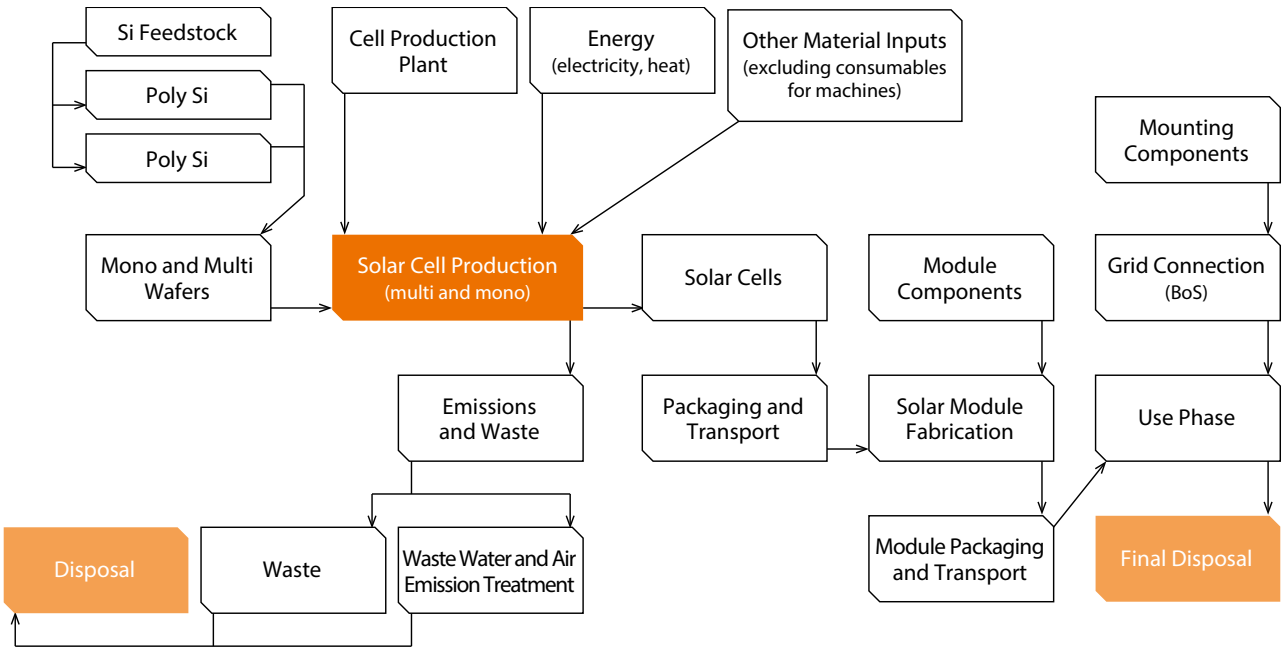 Si Feedstock
Poly Si
Poly Si
Cell Production
Plant
Energy
(electricity, heat)
Other Material Inputs
(excluding consumables
for machines)
Mounting
Components
Mono and Multi
Wafers
Solar Cell Production
(multi and mono)
Solar Cells
Module
Components
Grid Connection
(BoS)
Emissions
and Waste
Packaging and
Transport
Solar Module
Fabrication
Use Phase
Disposal
Waste
Waste Water and Air
Emission Treatment
Module Packaging
and Transport
Final Disposal